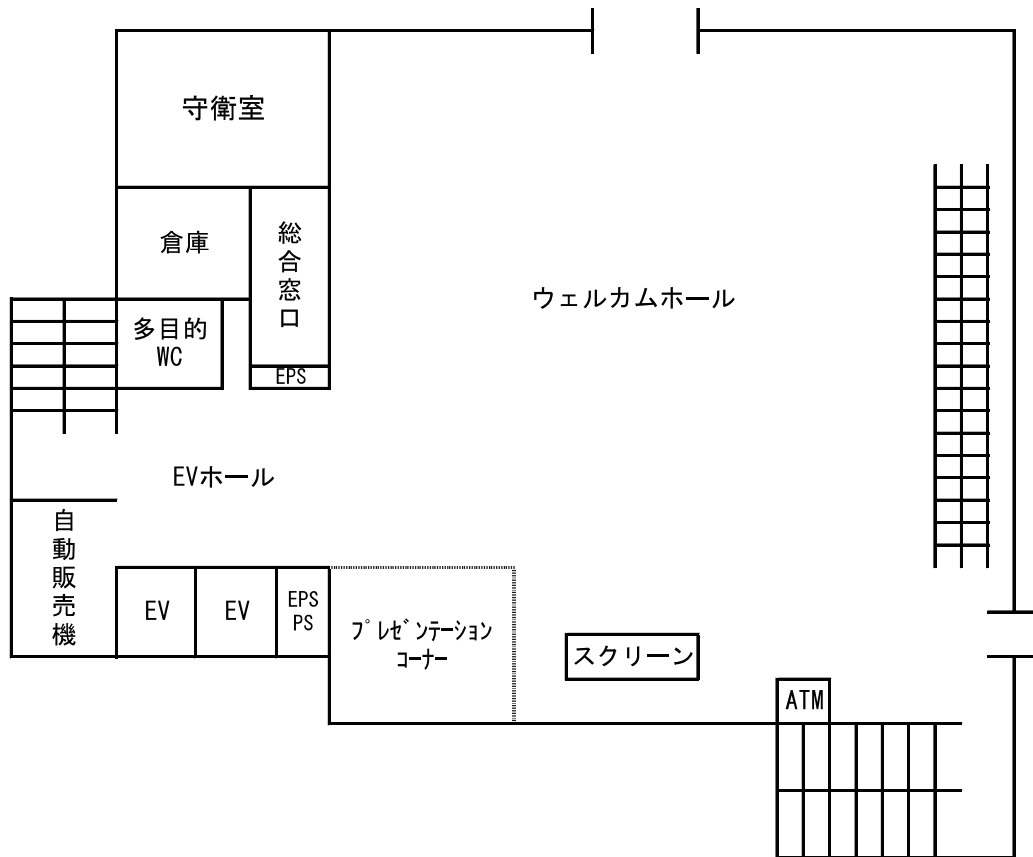 守衛室
倉庫
総合窓口
ウェルカムホール
多目的
WC
EPS
EVホール
自動販売機
EV
EV
EPS
PS
プレゼンテーション
コーナー
スクリーン
ATM